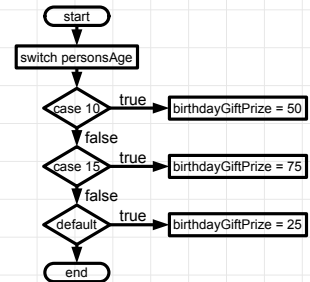 start
switch personsAge
case 10
true
birthdayGiftPrize = 50
false
case 15
true
birthdayGiftPrize = 75
false
default
true
birthdayGiftPrize = 25
end